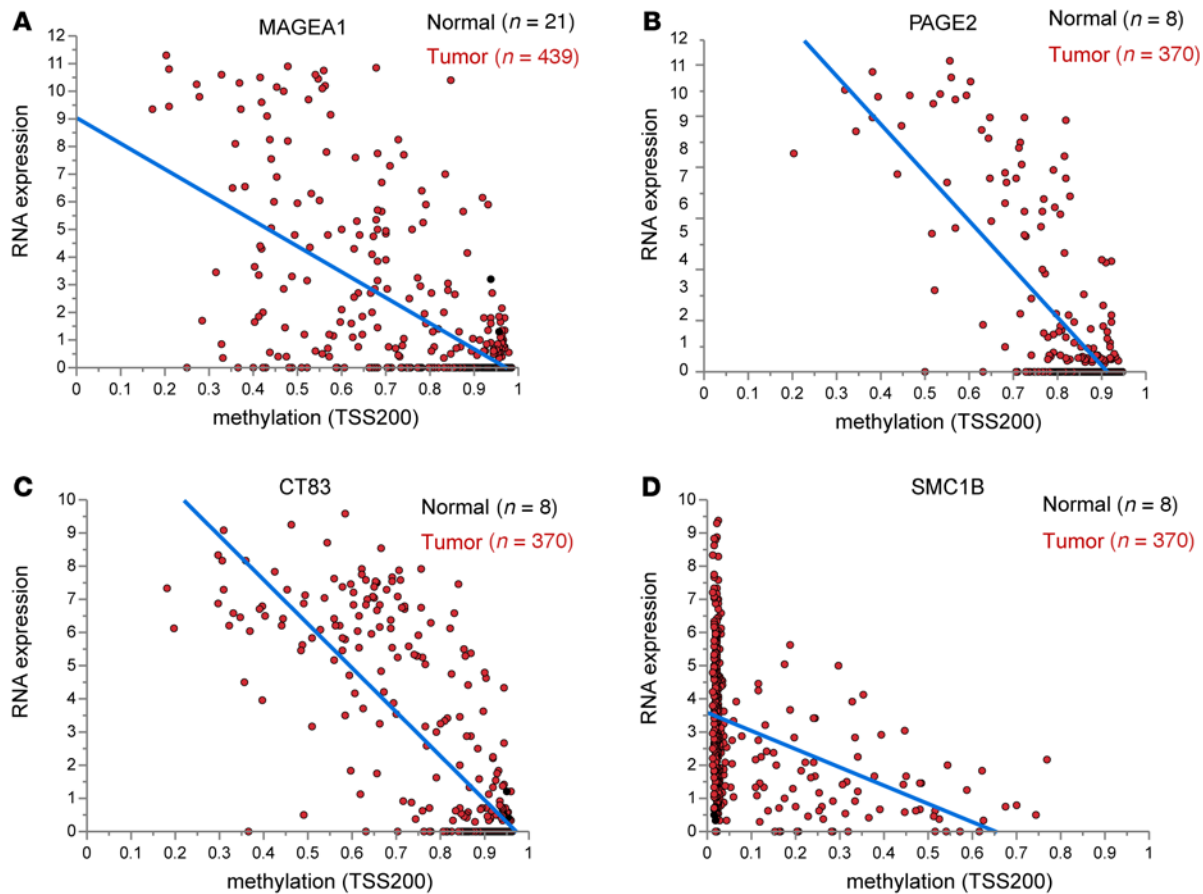 A
MAGEA1
Normal (n = 21)
Tumor (n = 439)
RNA expression
12
11
10
9
8
7
6
5
4
3
2
1
0
0 0.1 0.2 0.3 0.4 0.5 0.6 0.7 0.8 0.9 1
methylation (TSS200)
B
PAGE2
Normal (n = 8)
Tumor (n = 370)
RNA expression
12
11
10
9
8
7
6
5
4
3
2
1
0
0 0.1 0.2 0.3 0.4 0.5 0.6 0.7 0.8 0.9 1
methylation (TSS200)
C
CT83
Normal (n = 8)
Tumor (n = 370)
RNA expression
10
9
8
7
6
5
4
3
2
1
0
0 0.1 0.2 0.3 0.4 0.5 0.6 0.7 0.8 0.9 1
methylation (TSS200)
D
SMC1B
Normal (n = 8)
Tumor (n = 370)
RNA expression
10
9
8
7
6
5
4
3
2
1
0
0 0.1 0.2 0.3 0.4 0.5 0.6 0.7 0.8 0.9 1
methylation (TSS200)